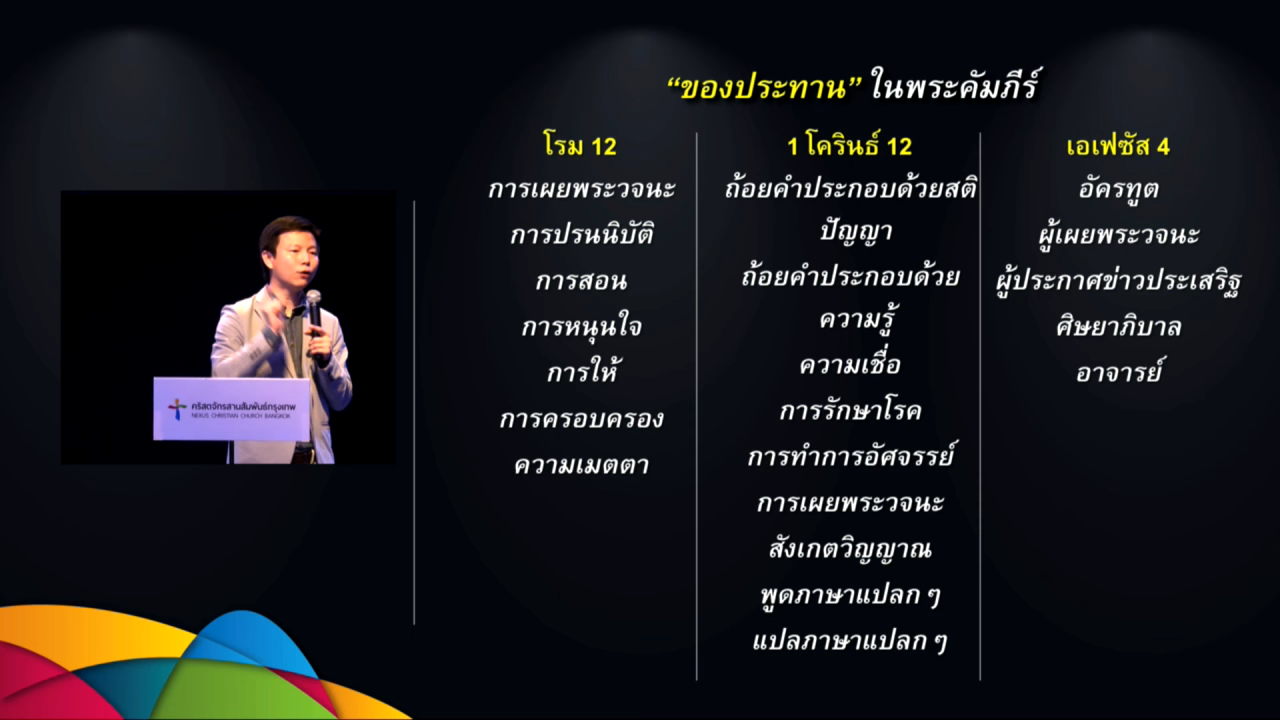 “ของประทาน” ในพระคัมภีร์
โรม 12
การเผยพระวจนะ
การปรนนิบัติ
การสอน
การหนุนใจ
การให้
การครอบครอง
ความเมตตา
1 โครินธ์ 12
ถ้อยคำประกอบด้วยสติ
ปัญญา
ถ้อยคำประกอบด้วย
ความรู้
ความเชื่อ
การรักษาโรค
การทำการอัศจรรย์
การเผยพระวจนะ
สังเกตวิญญาณ
พูดภาษาแปลก ๆ
แปลภาษาแปลก ๆ
เอเฟซัส 4
อัครทูต
ผู้เผยพระวจนะ
ผู้ประกาศข่าวประเสริฐ
ศิษยาภิบาล
อาจารย์
คริสตจักรสานสัมพันธ์กรุงเทพ
NEXUS CHRISTIAN CHURCH BANGKOK